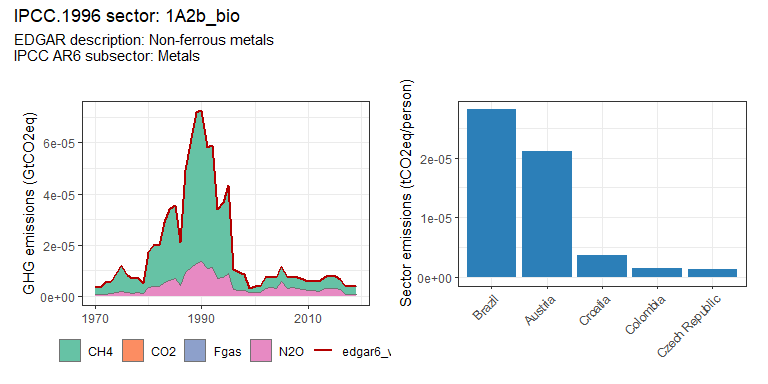 IPCC.1996 sector: 1A2b_bio
EDGAR description: Non-ferrous metals
IPCC AR6 subsector: Metals
GHG emissions (GtCO2eq)
6e-05
4e-05
2e-05
0e+00
1970
1990
2010
CH4
CO2
Fgas
N2O
edgar6_v
Sector emissions (tCO2eq/person)
2e-05
1e-05
0e+00
Brazil
Austria
Croatia
Colombia
Czech Republic